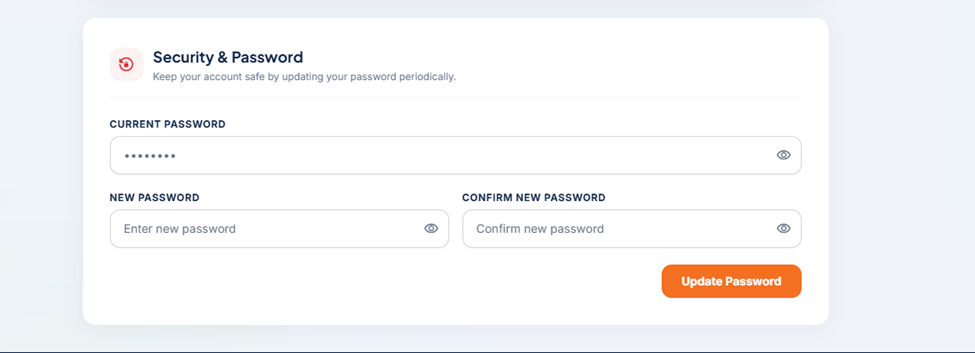 Security & Password
Keep your account safe by updating your password periodically.
CURRENT PASSWORD
••••••••
NEW PASSWORD
CONFIRM NEW PASSWORD
Enter new password
Confirm new password
Update Password